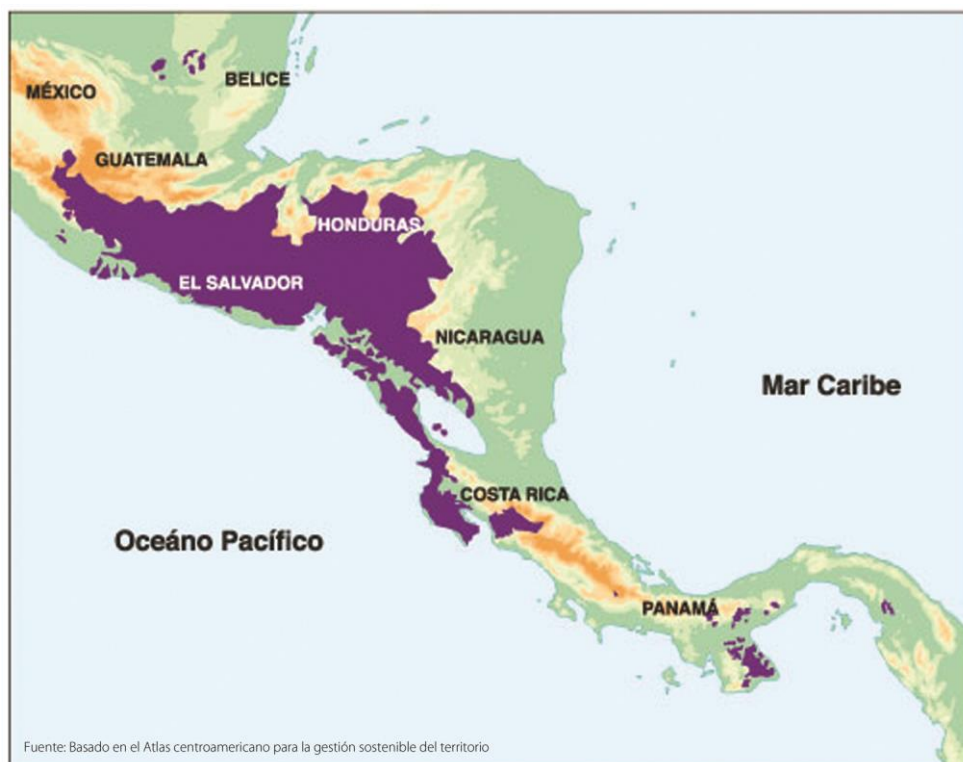 BELICE
MÉXICO
GUATEMALA
HONDURAS
EL SALVADOR
NICARAGUA
Mar Caribe
COSTA RICA
Oceáno Pacífico
PANAMÁ
Fuente: Basado en el Atlas centroamericano para la gestión sostenible del territorio